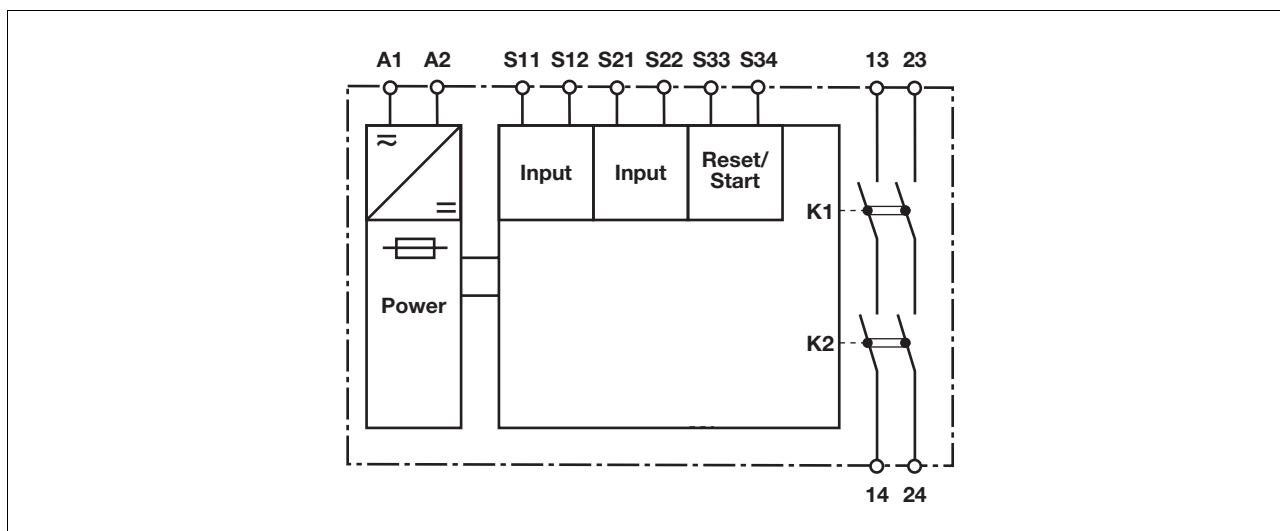 A1 A2 S11 S12 S21 S22 S33 S34 13 23
Input Input Reset/
Start
K1
Power
K2
14 24